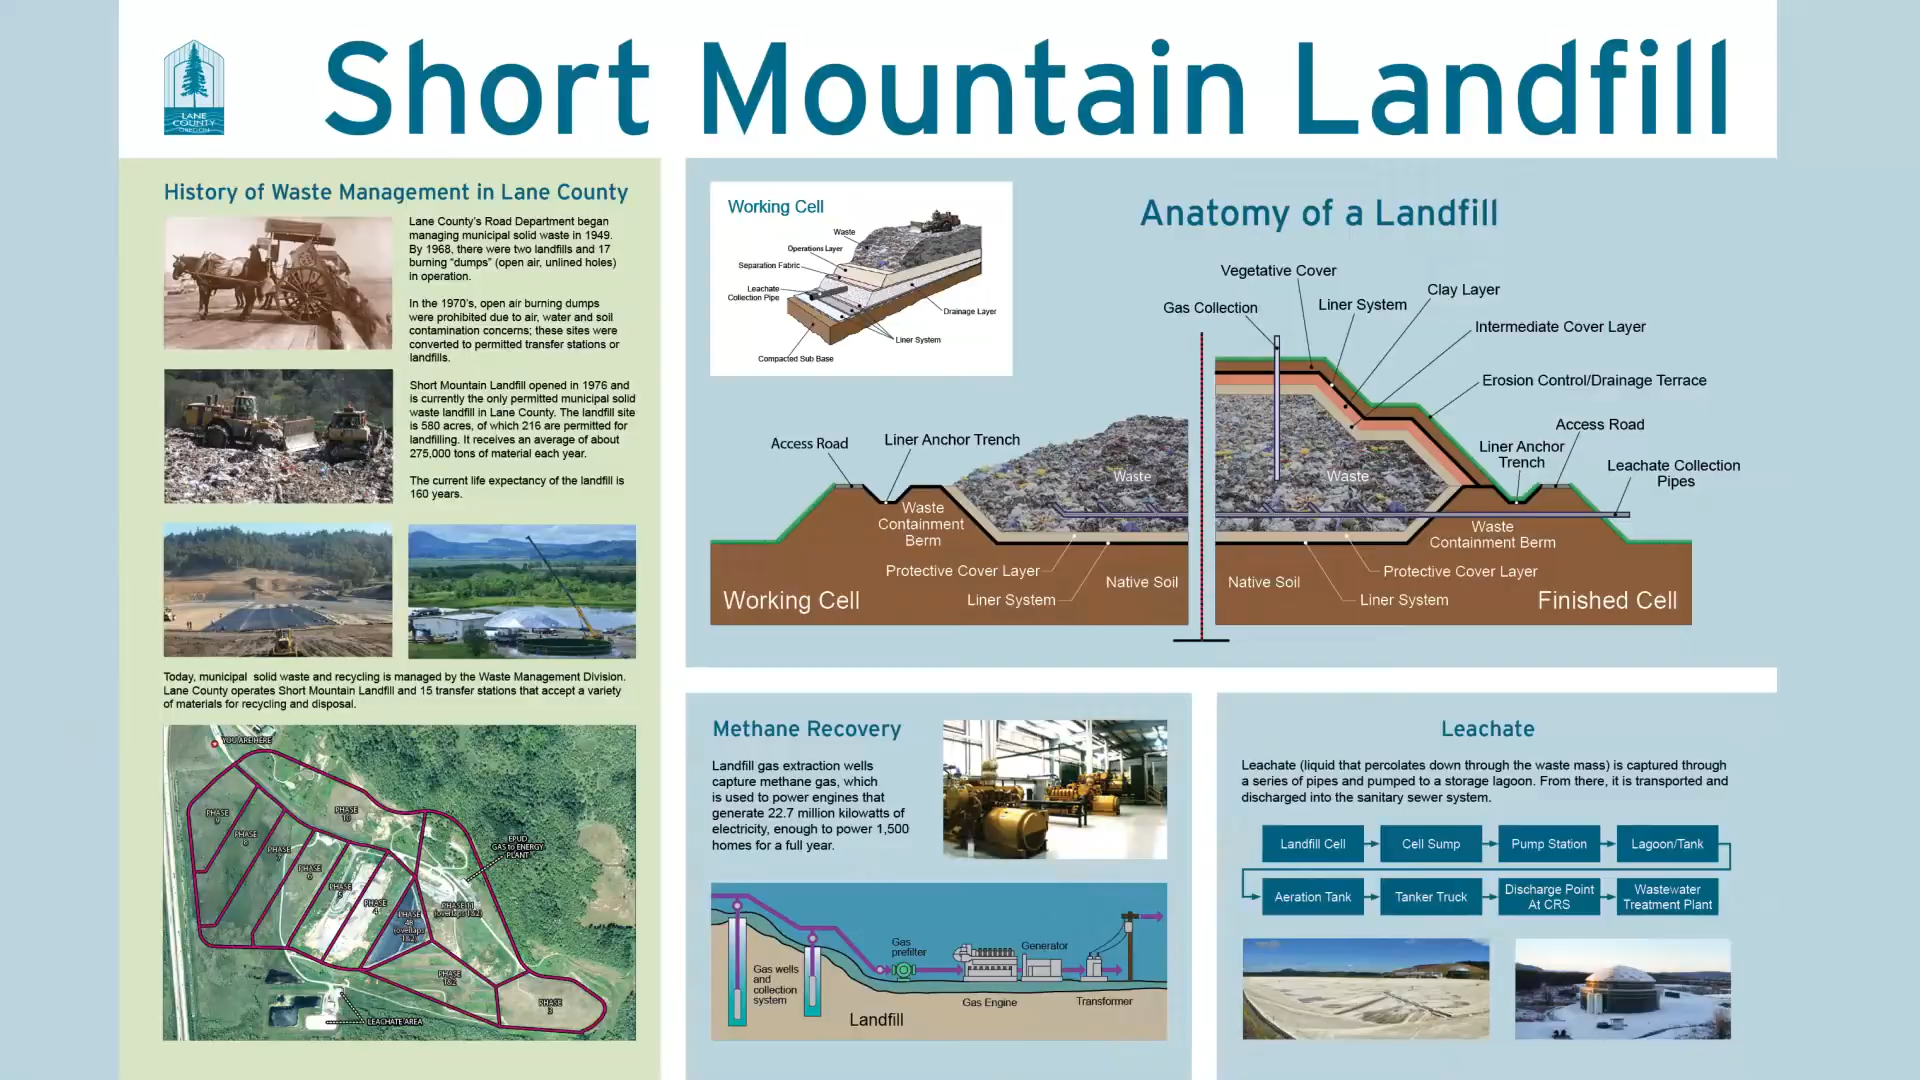 LANE
COUNTY
OREGON
Short Mountain Landfill
History of Waste Management in Lane County
Lane County's Road Department began
managing municipal solid waste in 1949.
By 1968, there were two landfills and 17
burning "dumps" (open air, unlined holes)
in operation.
In the 1970's, open air burning dumps
were prohibited due to air, water and soil
contamination concerns; these sites were
converted to permitted transfer stations or
landfills.
Short Mountain Landfill opened in 1976 and
is currently the only permitted municipal solid
waste landfill in Lane County. The landfill site
is 580 acres, of which 216 are permitted for
landfilling. It receives an average of about
275,000 tons of material each year.
The current life expectancy of the landfill is
160 years.
Today, municipal solid waste and recycling is managed by the Waste Management Division.
Lane County operates Short Mountain Landfill and 15 transfer stations that accept a variety
of materials for recycling and disposal.
YOU ARE HERE
PHASE
9
PHASE
8
PHASE
7
PHASE
6
PHASE
5
PHASE
4
PHASE
10
PHASE
4B
(overlaps
1&2)
PHASE 11
(overlaps 1&2)
EPUD
GAS to ENERGY
PLANT
PHASE
1&2
PHASE
3
LEACHATE AREA
Working Cell
Waste
Operations Layer
Separation Fabric
Leachate
Collection Pipe
Drainage Layer
Liner System
Compacted Sub Base
Anatomy of a Landfill
Vegetative Cover
Gas Collection
Liner System
Clay Layer
Intermediate Cover Layer
Erosion Control/Drainage Terrace
Access Road
Liner Anchor Trench
Access Road
Liner Anchor
Trench
Leachate Collection
Pipes
Waste
Waste
Waste
Containment
Berm
Waste
Containment Berm
Protective Cover Layer
Native Soil
Liner System
Working Cell
Native Soil
Protective Cover Layer
Liner System
Finished Cell
Methane Recovery
Landfill gas extraction wells
capture methane gas, which
is used to power engines that
generate 22.7 million kilowatts of
electricity, enough to power 1,500
homes for a full year.
Gas wells
and
collection
system
Gas
prefilter
Generator
Gas Engine
Transformer
Landfill
Leachate
Leachate (liquid that percolates down through the waste mass) is captured through
a series of pipes and pumped to a storage lagoon. From there, it is transported and
discharged into the sanitary sewer system.
Landfill Cell
Cell Sump
Pump Station
Lagoon/Tank
Aeration Tank
Tanker Truck
Discharge Point
At CRS
Wastewater
Treatment Plant